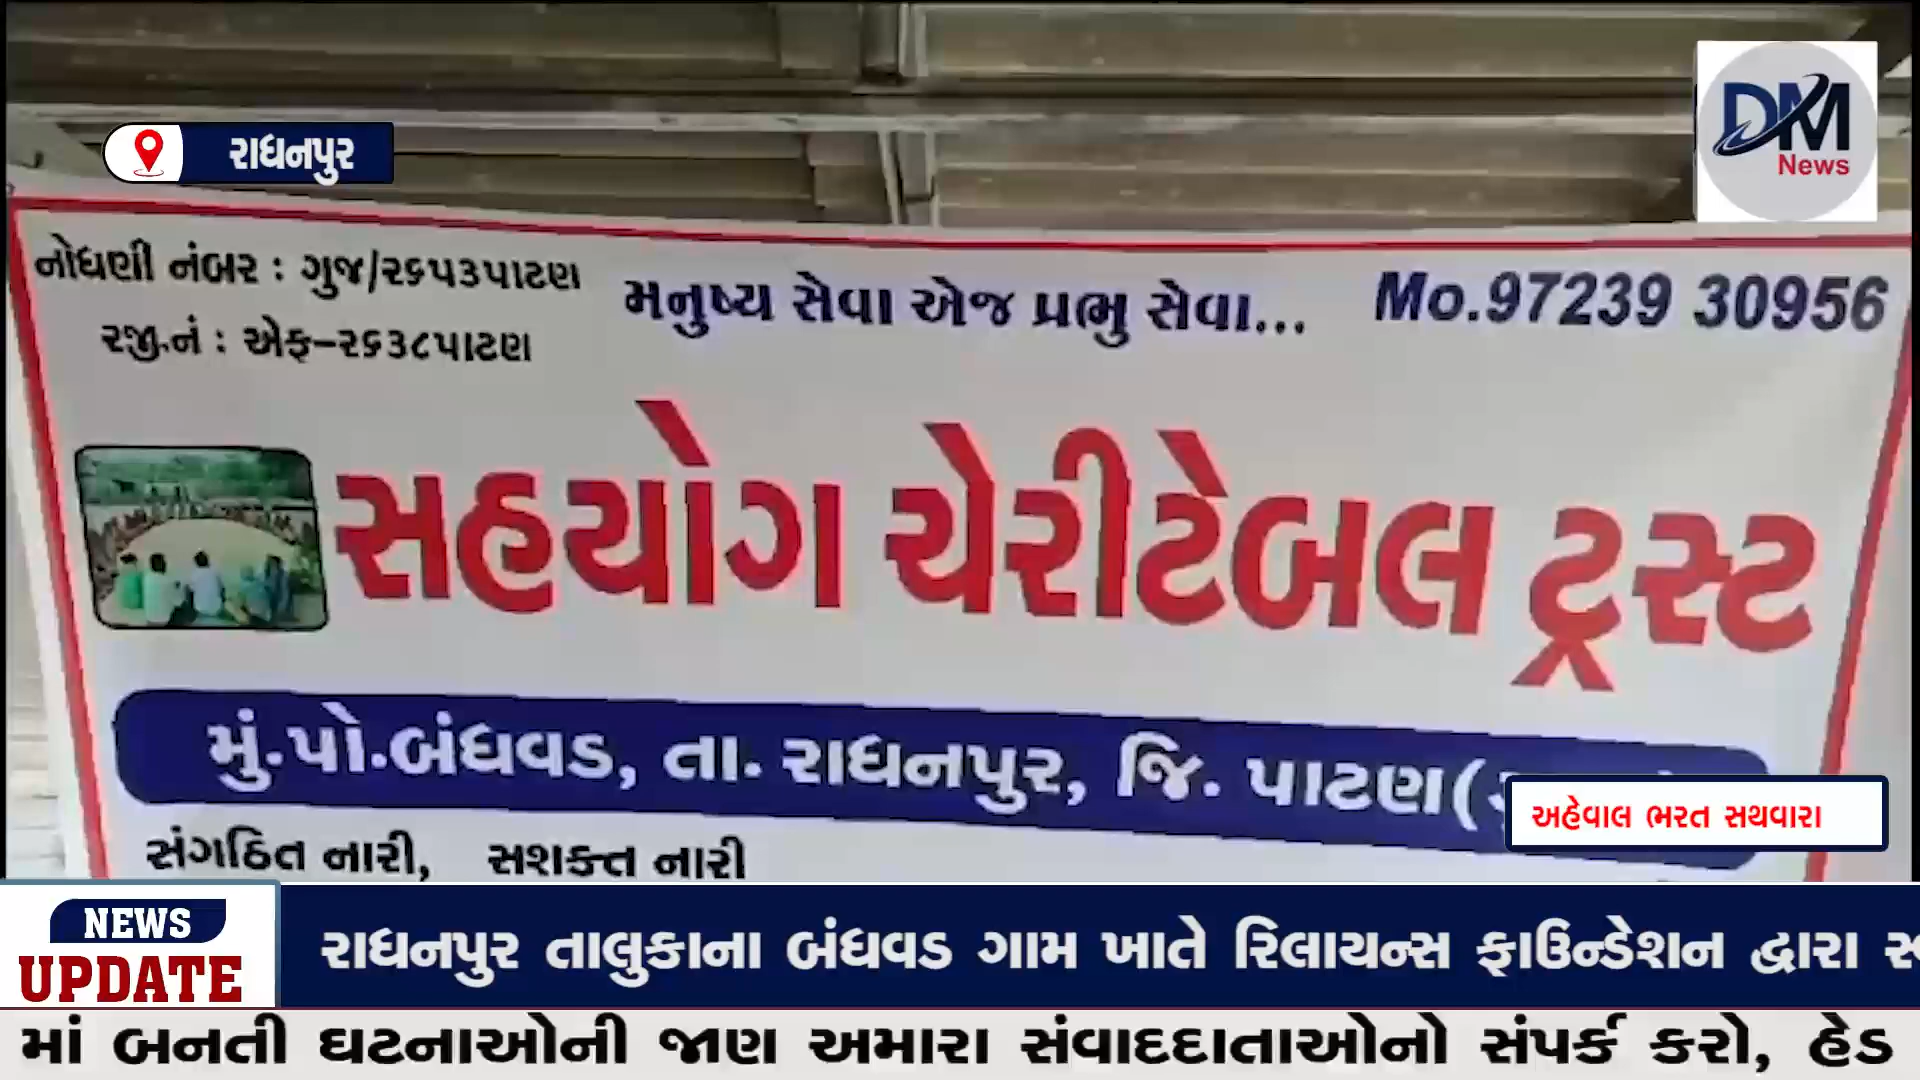 DM
News
રાધનપુર
નોધણી નંબર : ગુજ/૨૬૫૩પાટણ
રજી.નં : એફ-૨૬૩૮પાટણ
મનુષ્ય સેવા એજ પ્રભુ સેવા...
Mo.97239 30956
સહયોગ ચેરીટેબલ ટ્રસ્ટ
મું.પો.બંધવડ, તા. રાધનપુર, જિ. પાટણ(
અહેવાલ ભરત સથવારા
સંગઠિત નારી, સશક્ત નારી
NEWS
UPDATE
રાધનપુર તાલુકાના બંધવડ ગામ ખાતે રિલાયન્સ ફાઉન્ડેશન દ્વારા
માં બનતી ઘટનાઓની જાણ અમારા સંવાદદાતાઓનો સંપર્ક કરો, હેડ